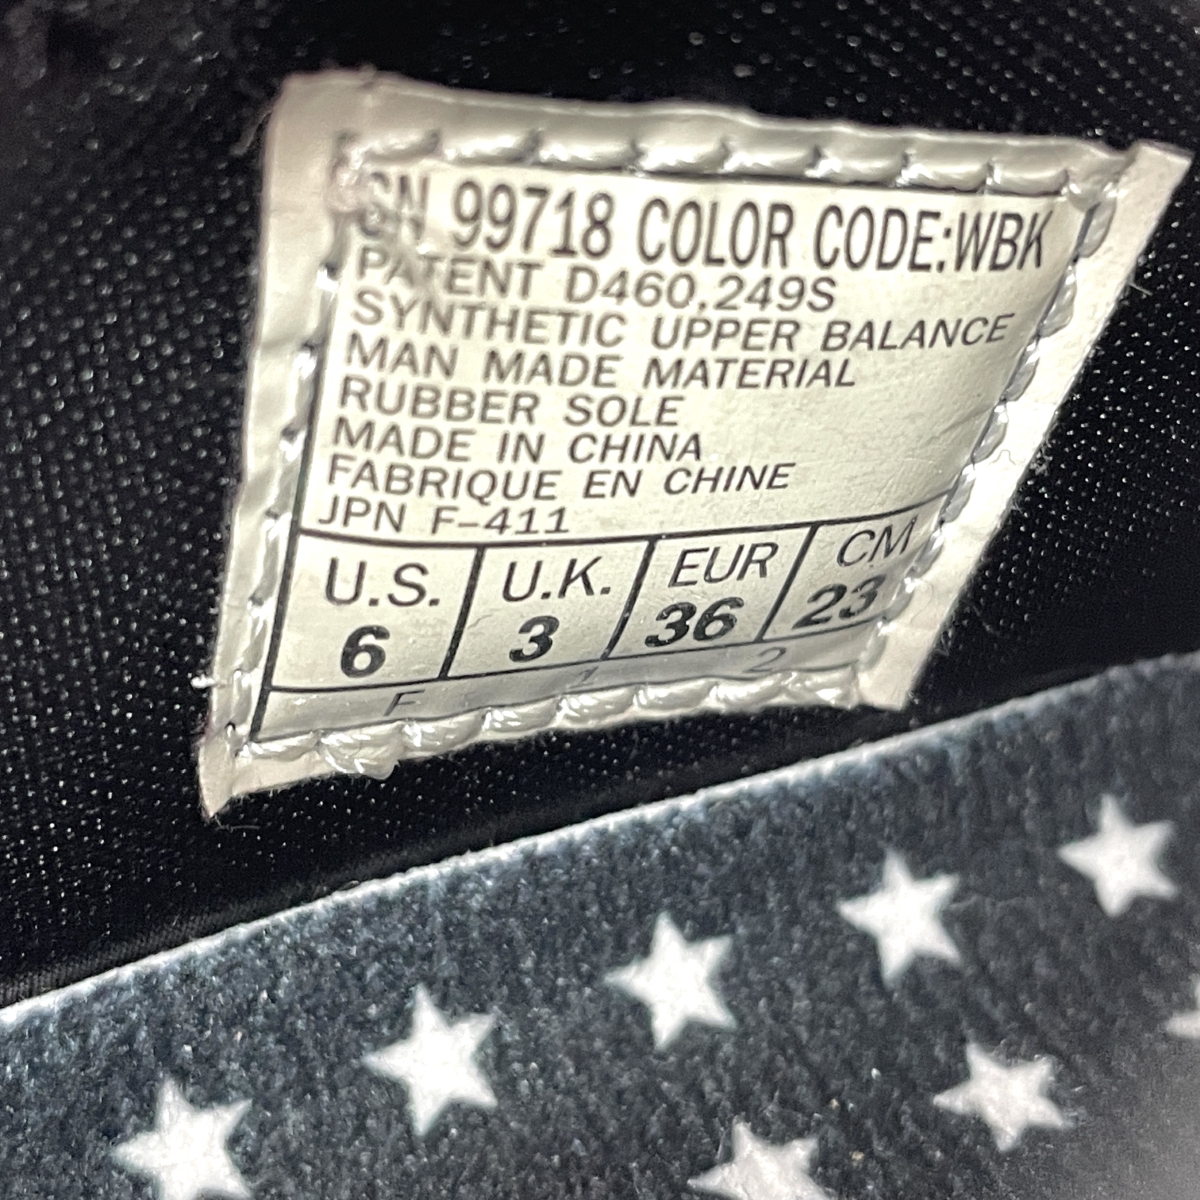 SN 99718 COLOR CODE:WBK
PATENT D460,249S
SYNTHETIC UPPER BALANCE
MAN MADE MATERIAL
RUBBER SOLE
MADE IN CHINA
FABRIQUE EN CHINE
JPN F-411
U.S. U.K. EUR CM
6 3 36 23
F 2